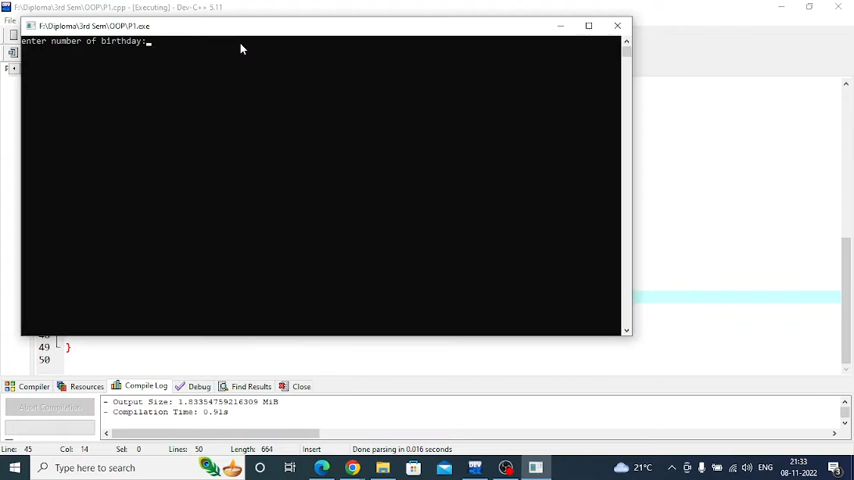 F:\Diploma\3rd Sem\OOP\P1.cpp - [Executing] - Dev-C++ 5.11
File
F:\Diploma\3rd Sem\OOP\P1.exe
enter number of birthday:
49 }
50
Compiler Resources Compile Log Debug Find Results Close
Abort Compilation
- Output Size: 1.83354759216309 MiB
- Compilation Time: 0.91s
Line: 45 Col: 14 Sel: 0 Lines: 50 Length: 664 Insert Done parsing in 0.016 seconds
Type here to search
21°C ENG
21:33
08-11-2022
3